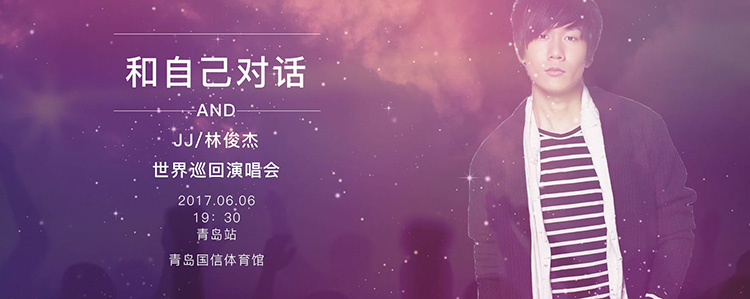 和自己对话
AND
JJ/林俊杰
世界巡回演唱会
2017.06.06
19：30
青岛站
青岛国信体育馆